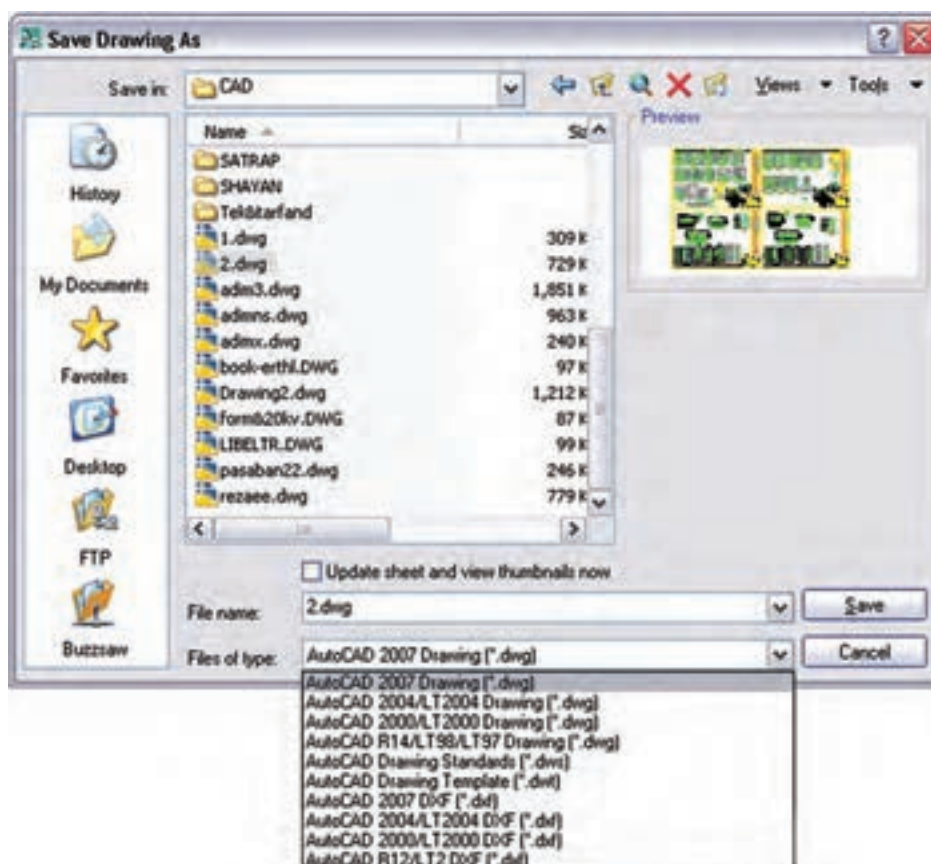 Save Drawing As
Save in: CAD Views Tools
History
My Documents
Favorites
Desktop
FTP
Buzzsaw
Name Siz
SATRAP
SHAYAN
Tek&tarfand
1.dwg 309 K
2.dwg 729 K
adim3.dwg 1,851 K
admns.dwg 963 K
admx.dwg 240 K
book-erthl.DWG 97 K
Drawing2.dwg 1,212 K
form&20kv.DWG 87 K
LIBELTR.DWG 99 K
pasaban22.dwg 246 K
rezaee.dwg 779 K
Preview
Update sheet and view thumbnails now
File name: 2.dwg Save
Files of type: AutoCAD 2007 Drawing (*.dwg) Cancel
AutoCAD 2007 Drawing (*.dwg)
AutoCAD 2004/LT2004 Drawing (*.dwg)
AutoCAD 2000/LT2000 Drawing (*.dwg)
AutoCAD R14/LT98/LT97 Drawing (*.dwg)
AutoCAD Drawing Standards (*.dws)
AutoCAD Drawing Template (*.dwt)
AutoCAD 2007 DXF (*.dxf)
AutoCAD 2004/LT2004 DXF (*.dxf)
AutoCAD 2000/LT2000 DXF (*.dxf)
AutoCAD R12/LT2 DXF (*.dxf)